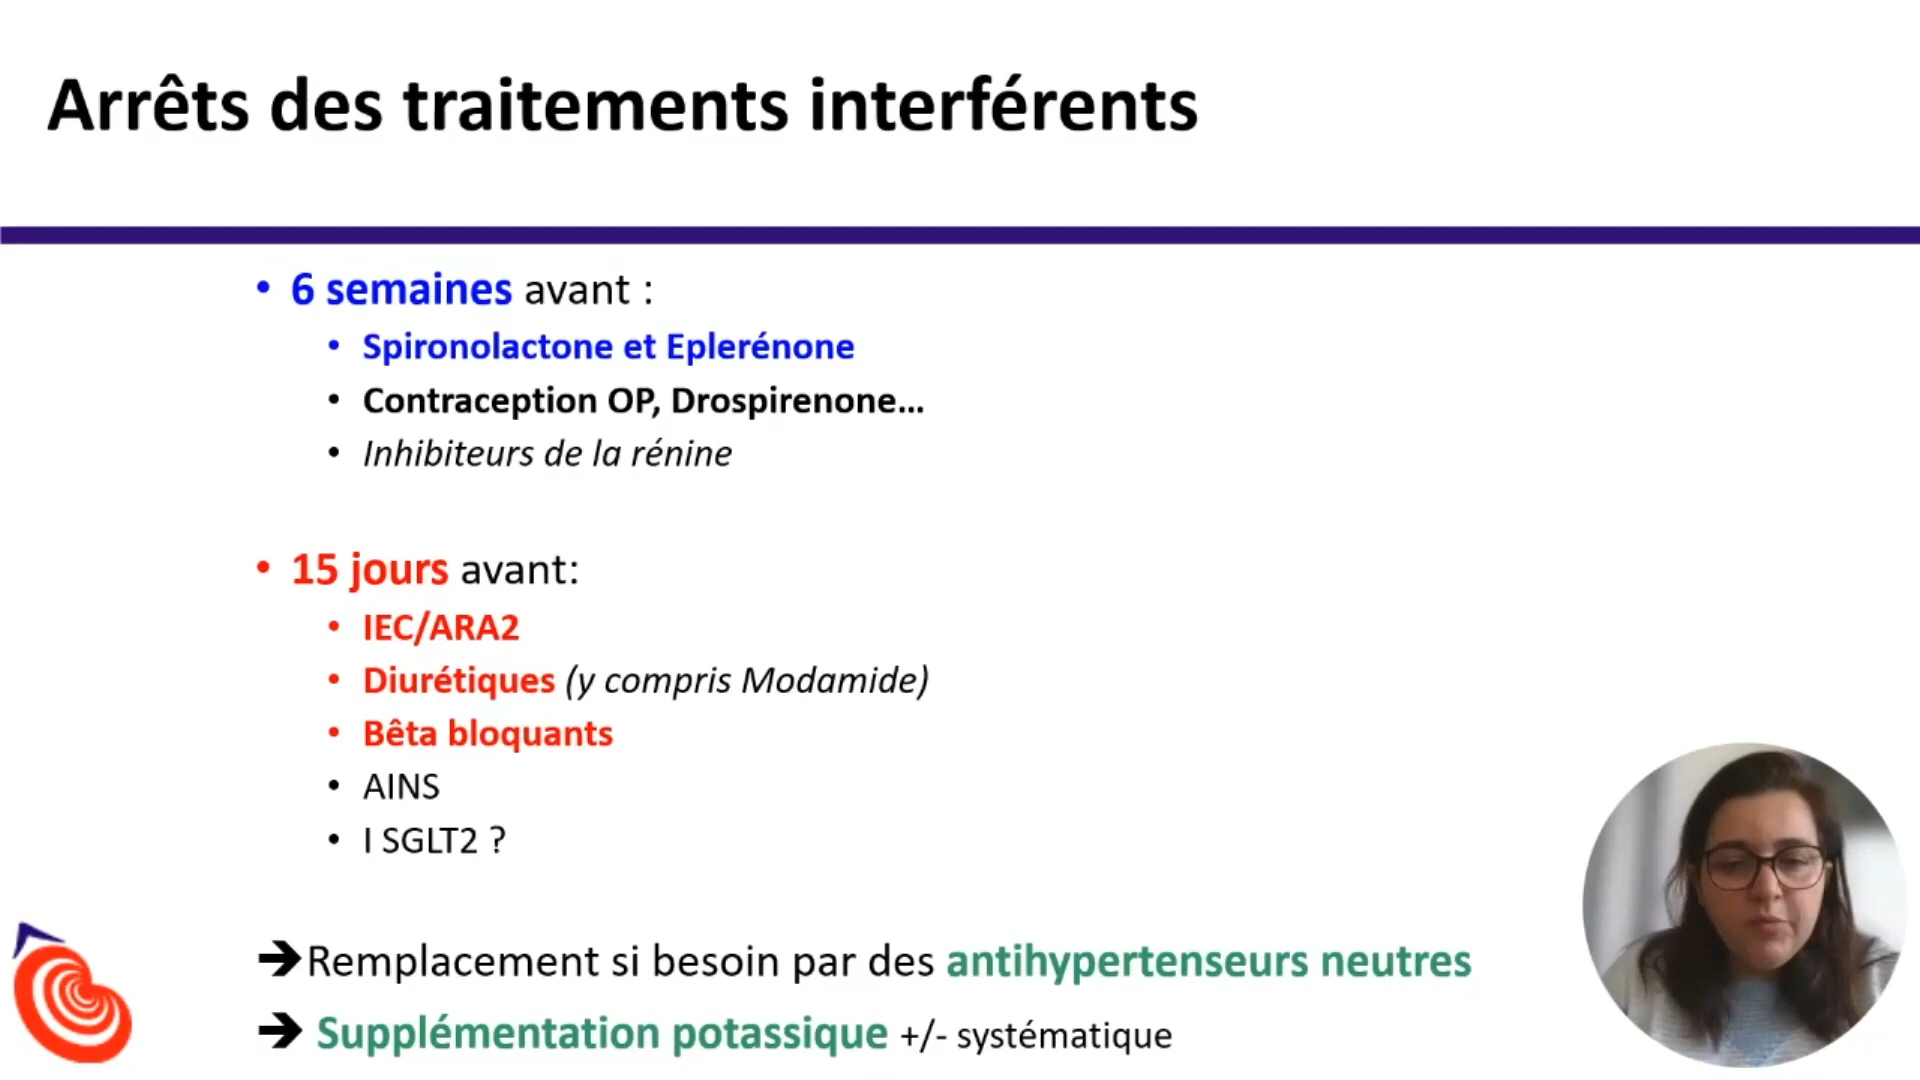 Arrêts des traitements interférents
• 6 semaines avant :
• Spironolactone et Eplerénone
• Contraception OP, Drospirenone...
• Inhibiteurs de la rénine
• 15 jours avant:
• IEC/ARA2
• Diurétiques (y compris Modamide)
• Bêta bloquants
• AINS
• I SGLT2 ?
➔Remplacement si besoin par des antihypertenseurs neutres
➔ Supplémentation potassique +/- systématique